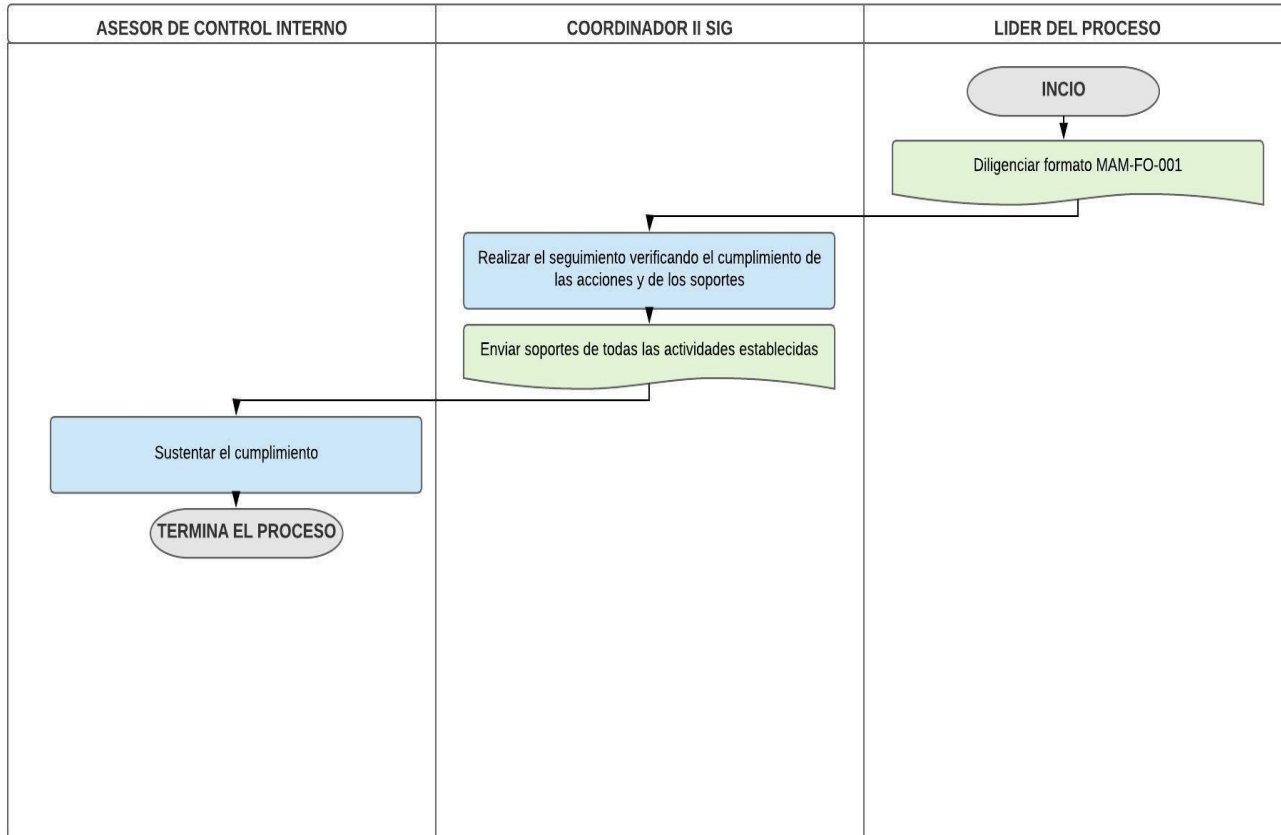 ASESOR DE CONTROL INTERNO
COORDINADOR II SIG
LIDER DEL PROCESO
INCIO
Diligenciar formato MAM-FO-001
Realizar el seguimiento verificando el cumplimiento de
las acciones y de los soportes
Enviar soportes de todas las actividades establecidas
Sustentar el cumplimiento
TERMINA EL PROCESO